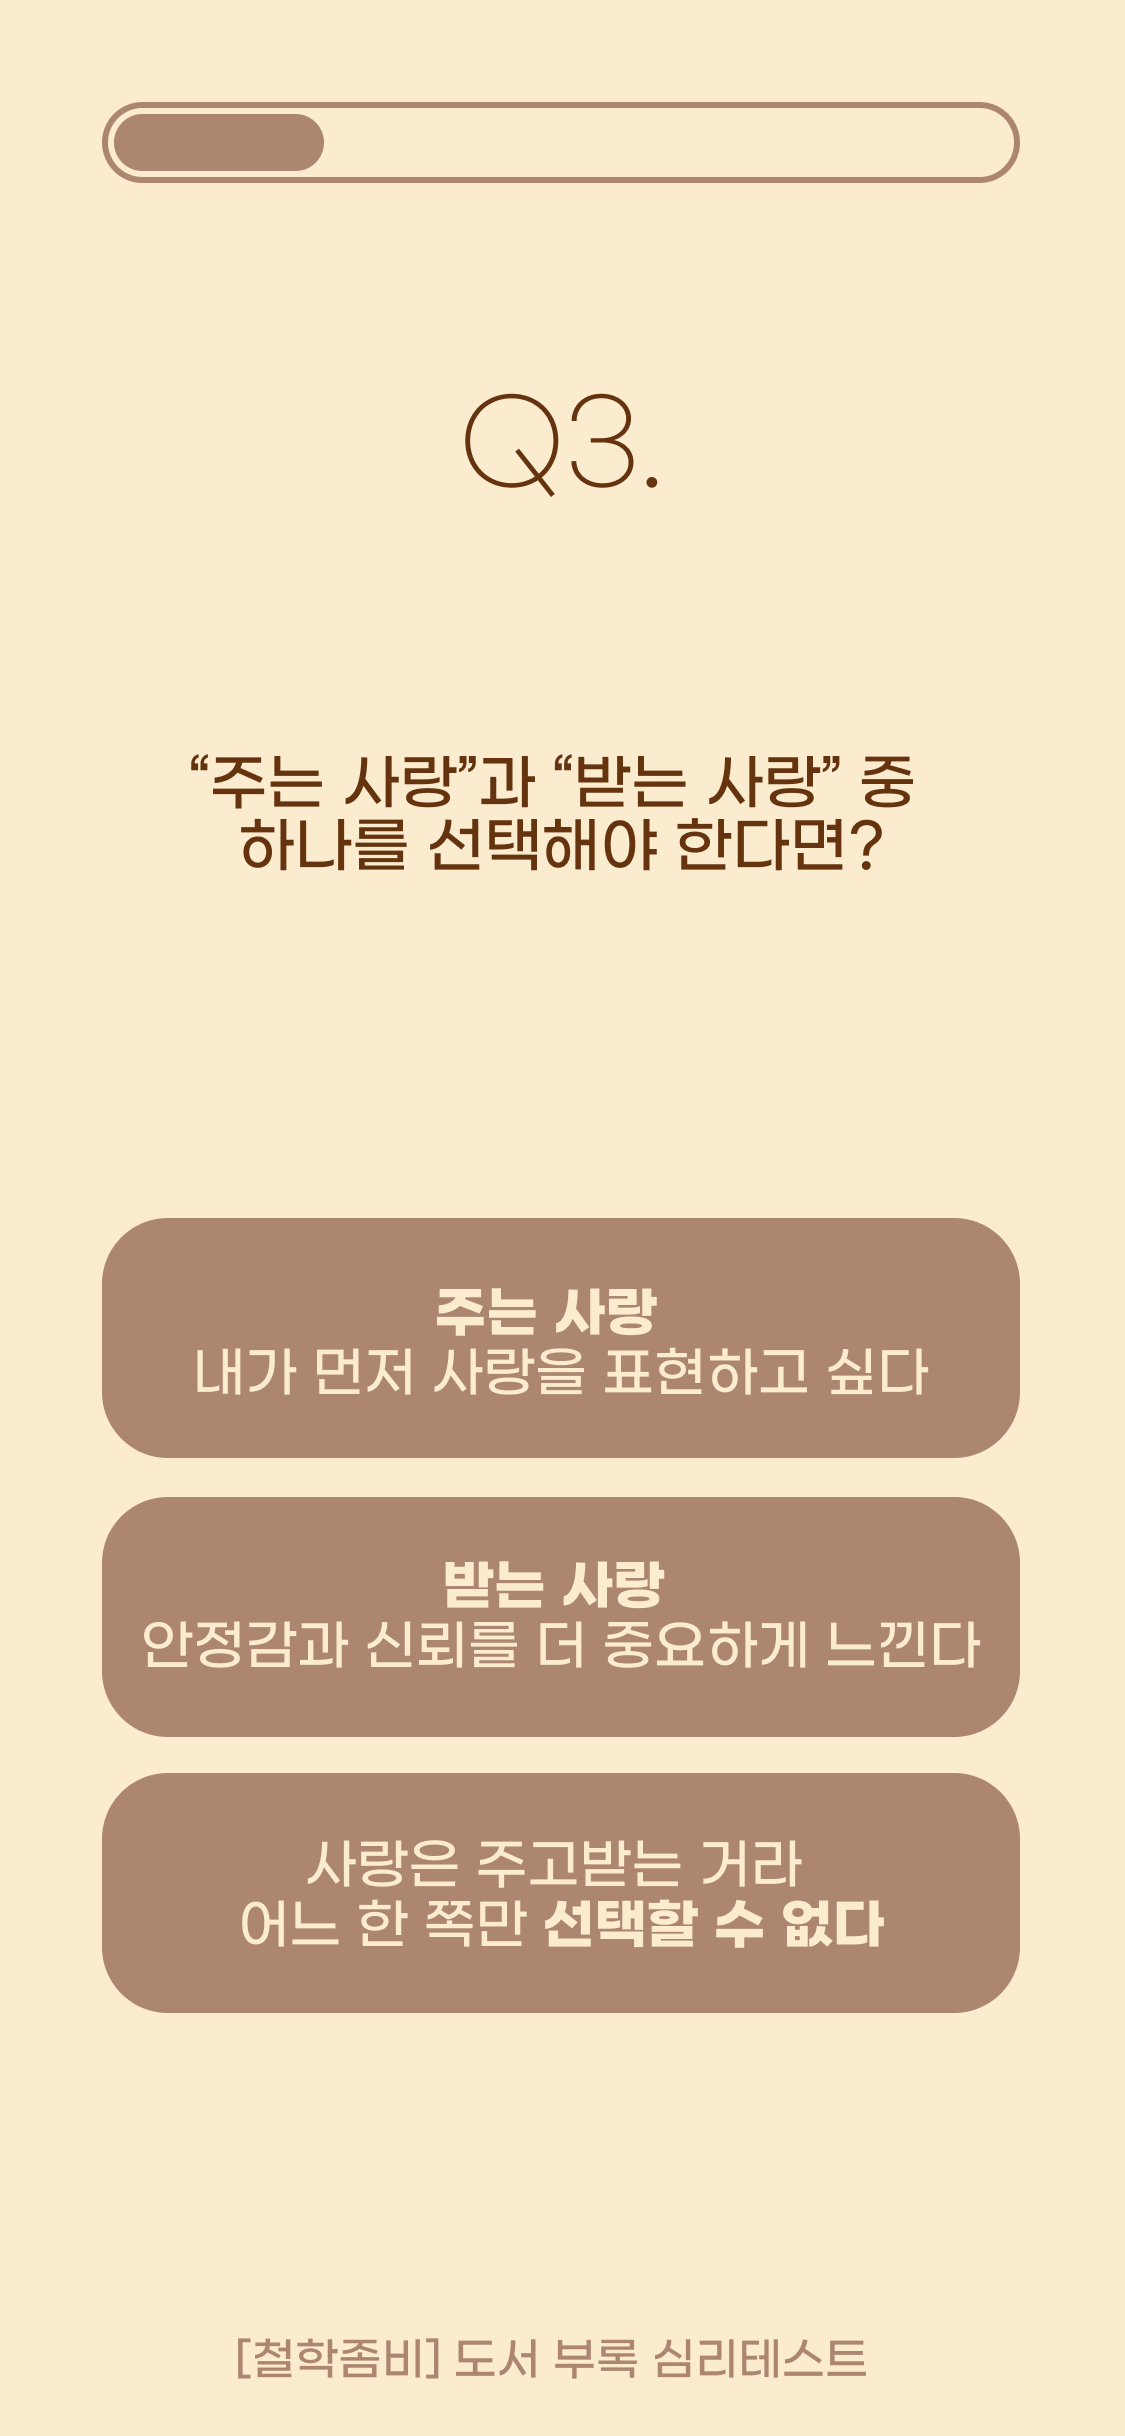 Q3.
“주는 사랑”과 “받는 사랑” 중
하나를 선택해야 한다면?
주는 사랑
내가 먼저 사랑을 표현하고 싶다
받는 사랑
안정감과 신뢰를 더 중요하게 느낀다
사랑은 주고받는 거라
어느 한 쪽만 선택할 수 없다
[철학좀비] 도서 부록 심리테스트